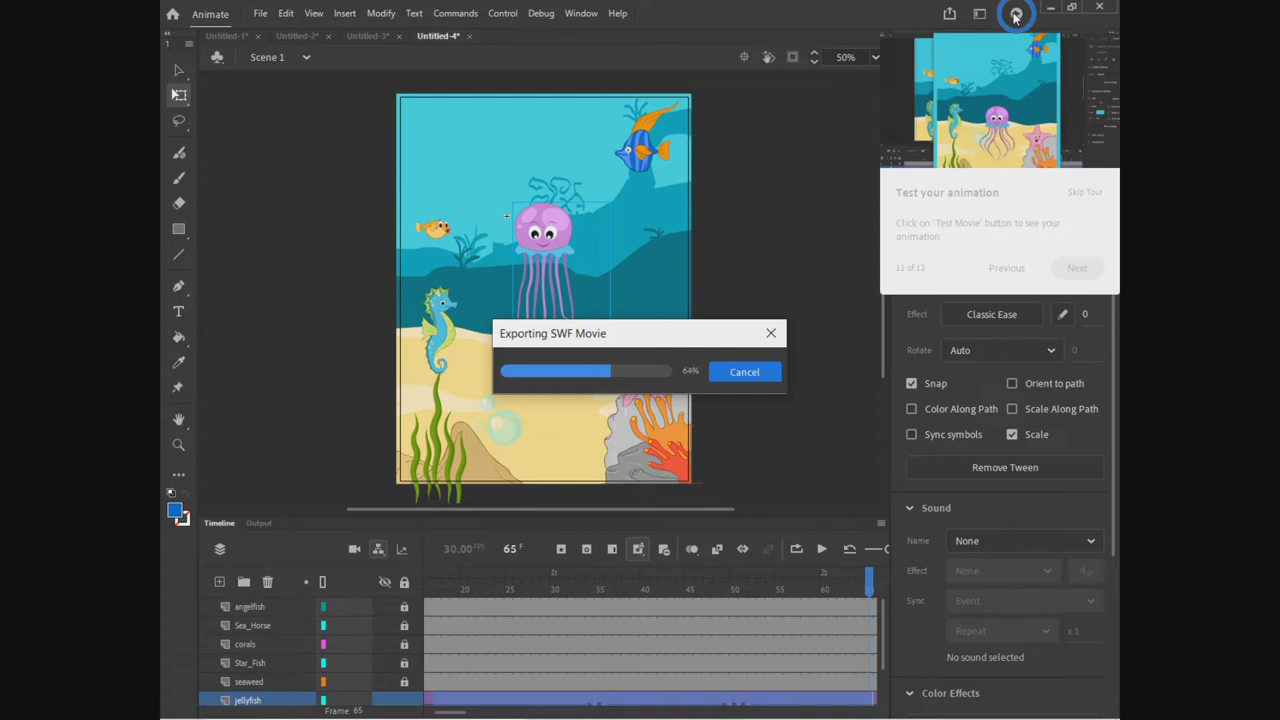 Animate File Edit View Insert Modify Text Commands Control Debug Window Help
Untitled-1* × Untitled-2* × Untitled-3* × Untitled-4* ×
Scene 1 50%
Test your animation Skip Tour
Click on 'Test Movie' button to see your
animation
11 of 12 Previous Next
Effect Classic Ease 0
Exporting SWF Movie
Rotate Auto 0
64% Cancel
Snap Orient to path
Color Along Path Scale Along Path
Sync symbols Scale
Remove Tween
Sound
Timeline Output
Name None
30.00 FPS 65 F
Effect None
1s 2s
20 25 30 35 40 45 50 55 60
Sync Event
angelfish
Sea_Horse
Repeat x 1
corals
No sound selected
Star_Fish
seaweed
Color Effects
jellyfish
Frame 65